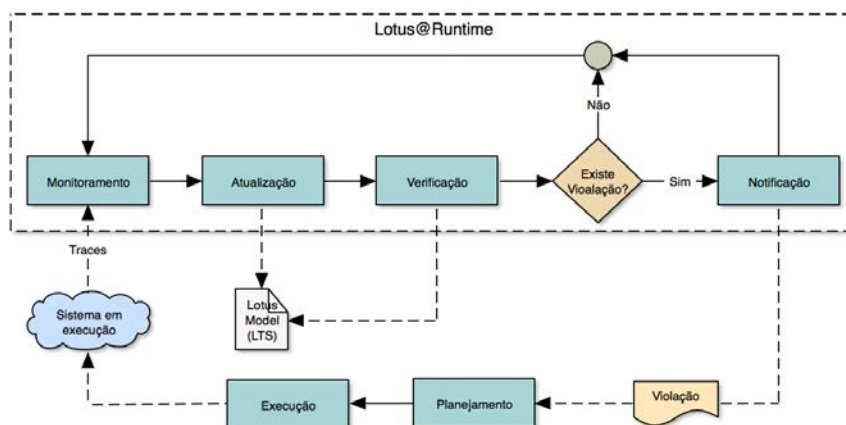 Lotus@Runtime
Não
Monitoramento
Atualização
Verificação
Existe
Vioalação?
Sim
Notificação
Traces
Sistema em
execução
Lotus
Model
(LTS)
Execução
Planejamento
Violação